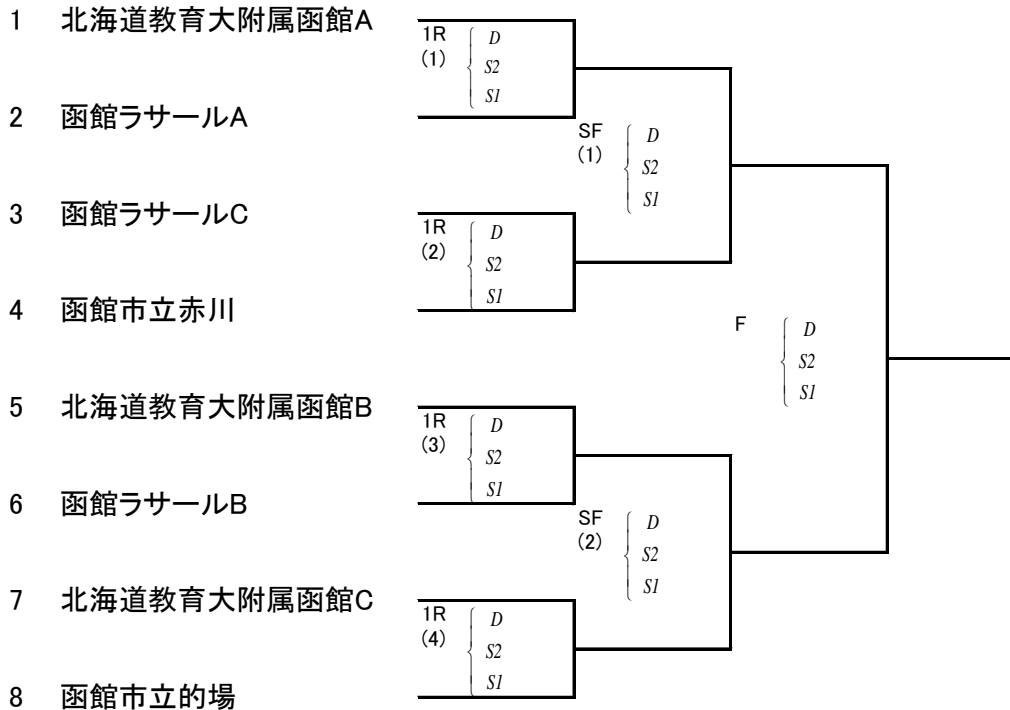 1 北海道教育大附属函館A
1R
(1)
D
S2
S1
2 函館ラサールA
SF
(1)
D
S2
S1
3 函館ラサールC
1R
(2)
D
S2
S1
4 函館市立赤川
F
D
S2
S1
5 北海道教育大附属函館B
1R
(3)
D
S2
S1
6 函館ラサールB
SF
(2)
D
S2
S1
7 北海道教育大附属函館C
1R
(4)
D
S2
S1
8 函館市立的場